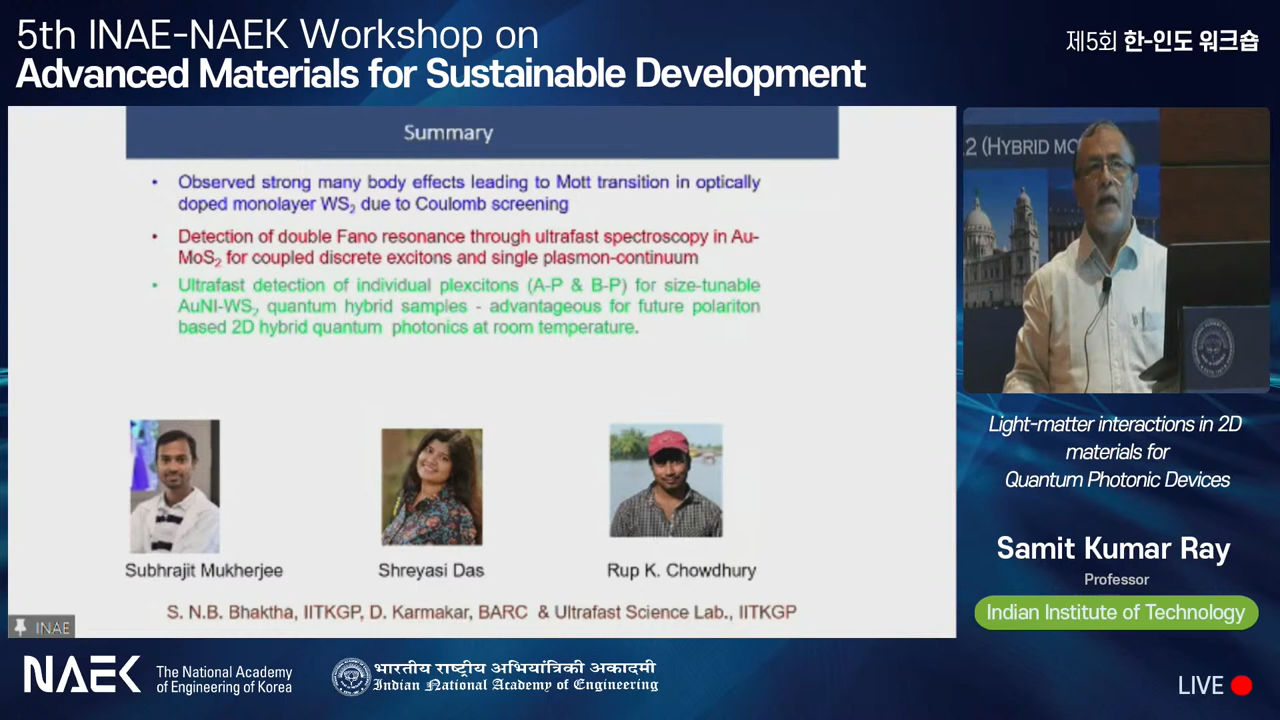 5th INAE-NAEK Workshop on
Advanced Materials for Sustainable Development
제5회 한-인도 워크숍
Summary
• Observed strong many body effects leading to Mott transition in optically
doped monolayer WS₂ due to Coulomb screening
• Detection of double Fano resonance through ultrafast spectroscopy in Au-
MoS₂ for coupled discrete excitons and single plasmon-continuum
• Ultrafast detection of individual plexcitons (A-P & B-P) for size-tunable
AuNI-WS₂ quantum hybrid samples - advantageous for future polariton
based 2D hybrid quantum photonics at room temperature.
Subhrajit Mukherjee
Shreyasi Das
Rup K. Chowdhury
S. N.B. Bhaktha, IITKGP, D. Karmakar, BARC & Ultrafast Science Lab., IITKGP
INAE
2 (HYBRID MO
Light-matter interactions in 2D
materials for
Quantum Photonic Devices
Samit Kumar Ray
Professor
Indian Institute of Technology
NAEK
The National Academy
of Engineering of Korea
भारतीय राष्ट्रीय अभियांत्रिकी अकादमी
Indian National Academy of Engineering
LIVE